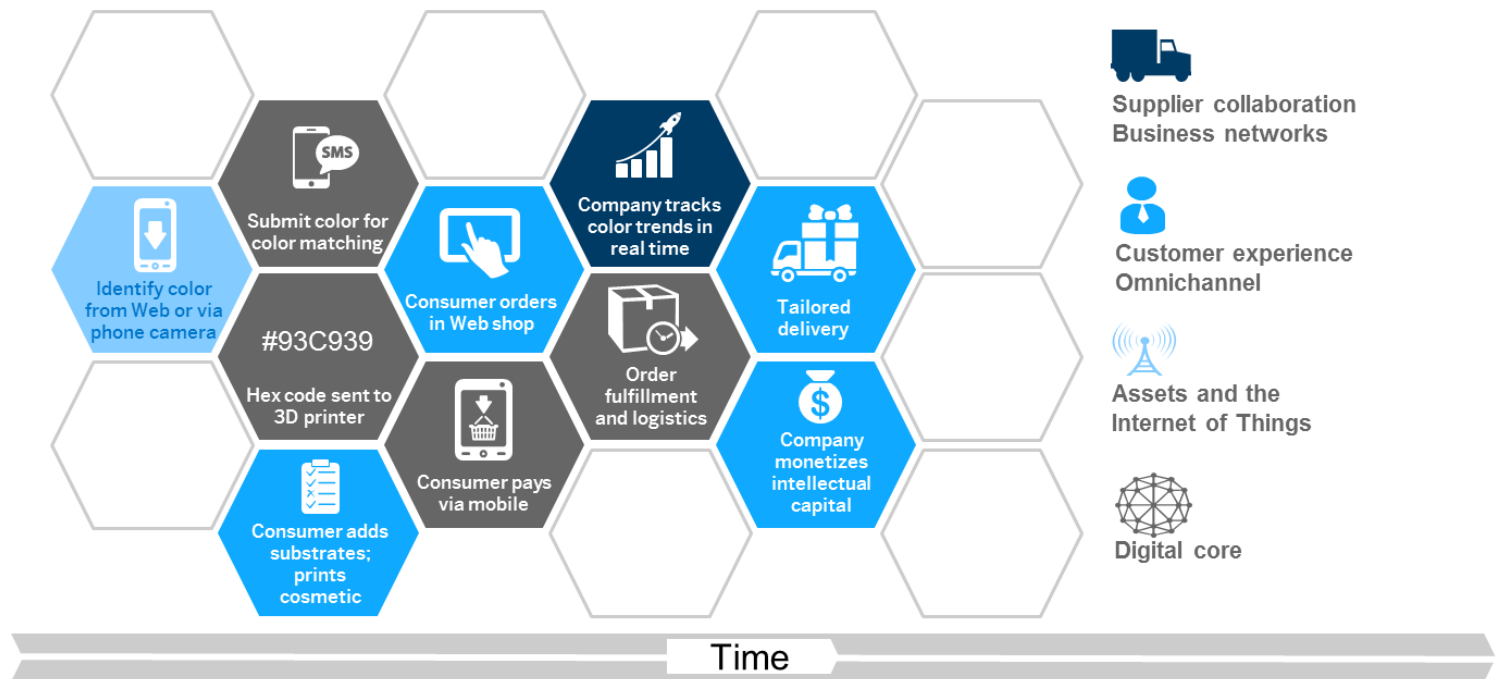 SMS
Submit color for
color matching
Identify color
from Web or via
phone camera
#93C939
Hex code sent to
3D printer
Consumer adds
substrates;
prints
cosmetic
Consumer orders
in Web shop
Consumer pays
via mobile
Company tracks
color trends in
real time
Order
fulfillment
and logistics
Tailored
delivery
$
Company
monetizes
intellectual
capital
Supplier collaboration
Business networks
Customer experience
Omnichannel
Assets and the
Internet of Things
Digital core
Time